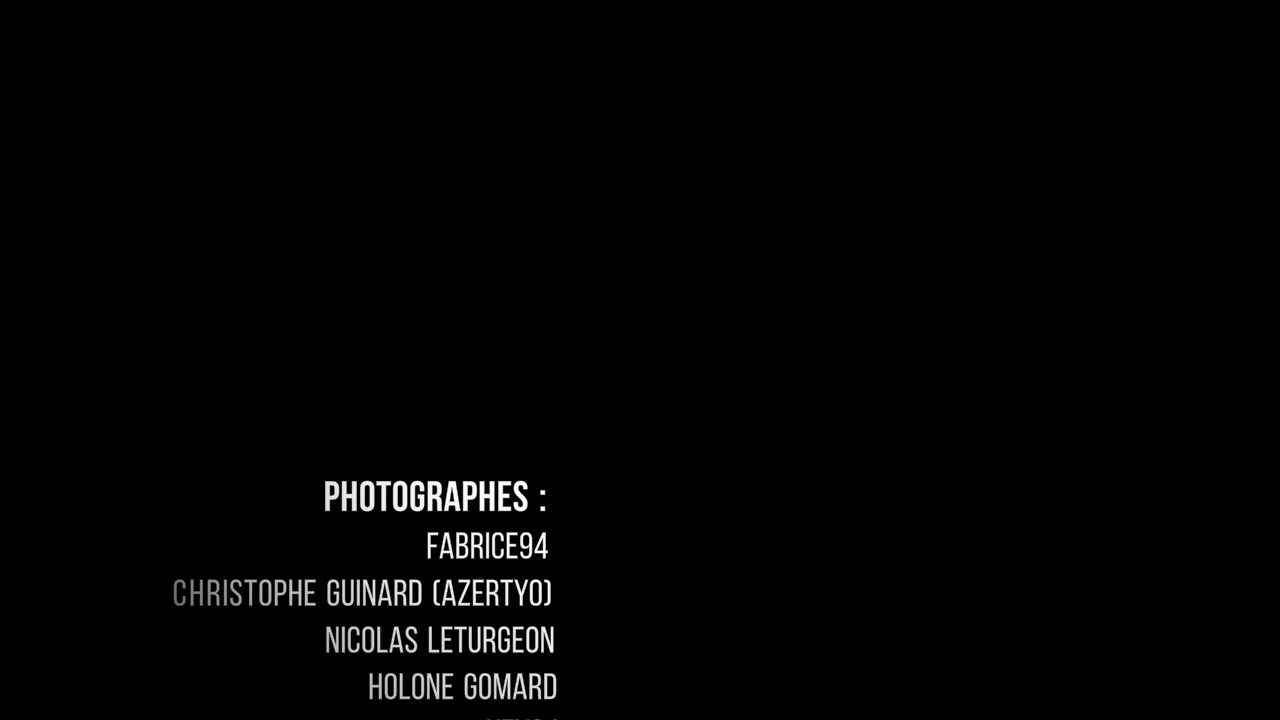 PHOTOGRAPHES :
FABRICE94
CHRISTOPHE GUINARD (AZERTYO)
NICOLAS LETURGEON
HOLONE GOMARD